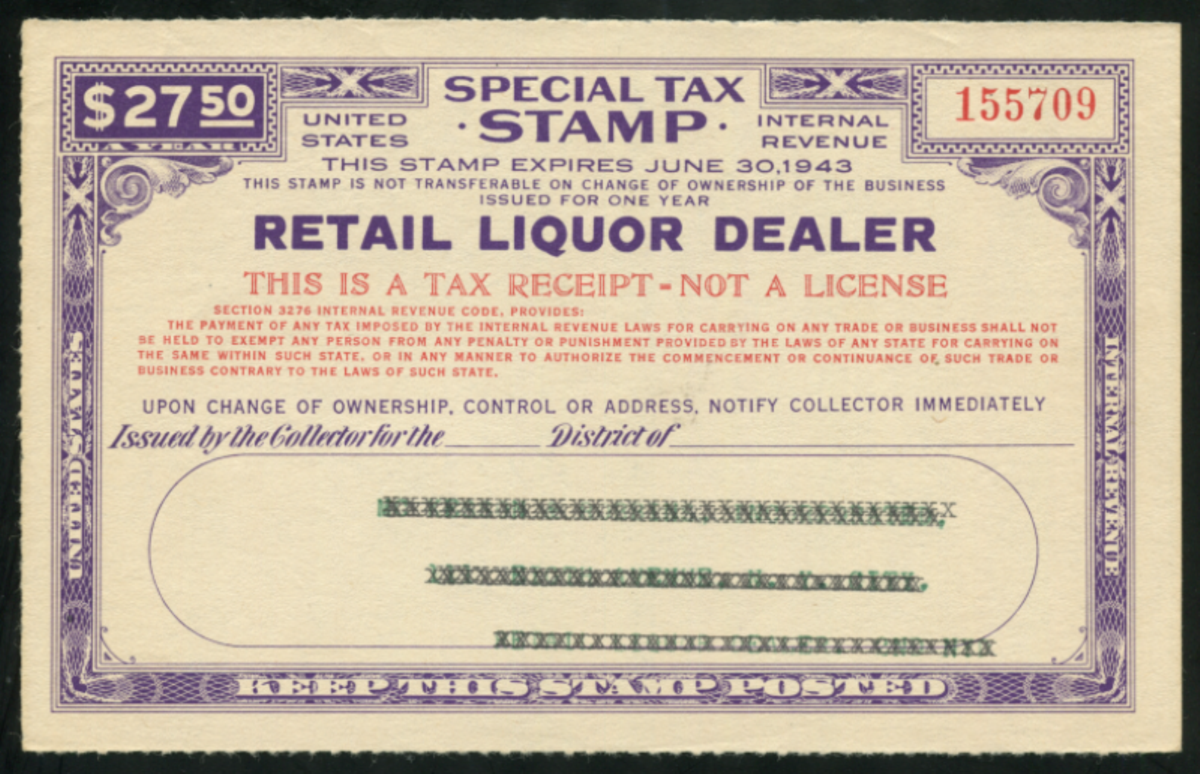 $27.50
A YEAR
SPECIAL TAX
· STAMP ·
UNITED
STATES
INTERNAL
REVENUE
155709
THIS STAMP EXPIRES JUNE 30,1943
THIS STAMP IS NOT TRANSFERABLE ON CHANGE OF OWNERSHIP OF THE BUSINESS
ISSUED FOR ONE YEAR
RETAIL LIQUOR DEALER
THIS IS A TAX RECEIPT - NOT A LICENSE
SECTION 3276 INTERNAL REVENUE CODE, PROVIDES:
THE PAYMENT OF ANY TAX IMPOSED BY THE INTERNAL REVENUE LAWS FOR CARRYING ON ANY TRADE OR BUSINESS SHALL NOT
BE HELD TO EXEMPT ANY PERSON FROM ANY PENALTY OR PUNISHMENT PROVIDED BY THE LAWS OF ANY STATE FOR CARRYING ON
THE SAME WITHIN SUCH STATE, OR IN ANY MANNER TO AUTHORIZE THE COMMENCEMENT OR CONTINUANCE OF SUCH TRADE OR
BUSINESS CONTRARY TO THE LAWS OF SUCH STATE.
UPON CHANGE OF OWNERSHIP, CONTROL OR ADDRESS, NOTIFY COLLECTOR IMMEDIATELY
Issued by the Collector for the District of
UNITED STATES
INTERNAL REVENUE
KEEP THIS STAMP POSTED